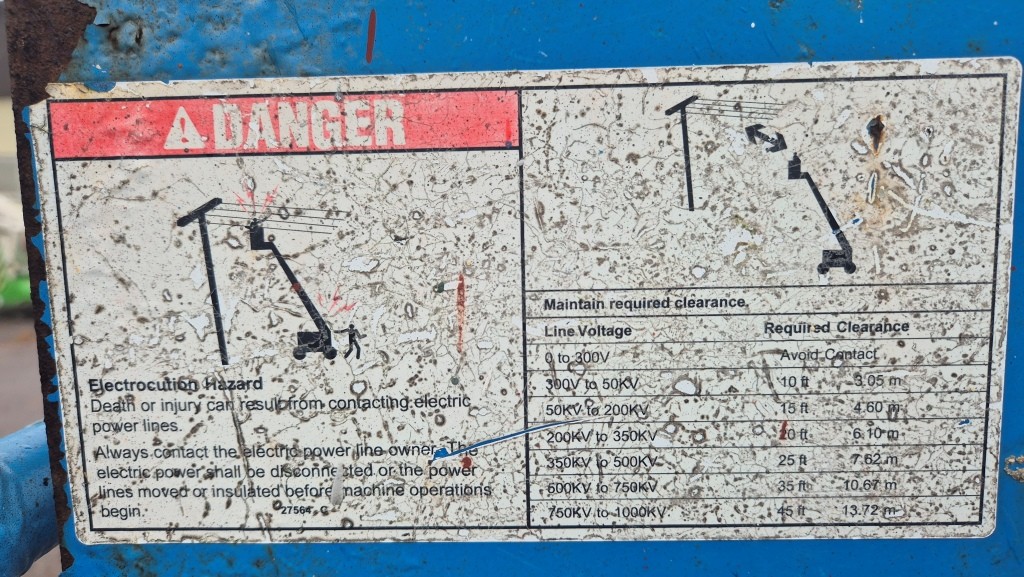 DANGER
Electrocution Hazard
Death or injury can result from contacting electric
power lines.
Always contact the electric power line owner. The
electric power shall be disconnected or the power
lines moved or insulated before machine operations
begin.
27564 C
Maintain required clearance.
Line Voltage Required Clearance
0 to 300V Avoid Contact
300V to 50KV 10 ft 3.05 m
50KV to 200KV 15 ft 4.60 m
200KV to 350KV 20 ft 6.10 m
350KV to 500KV 25 ft 7.62 m
500KV to 750KV 35 ft 10.67 m
750KV to 1000KV 45 ft 13.72 m